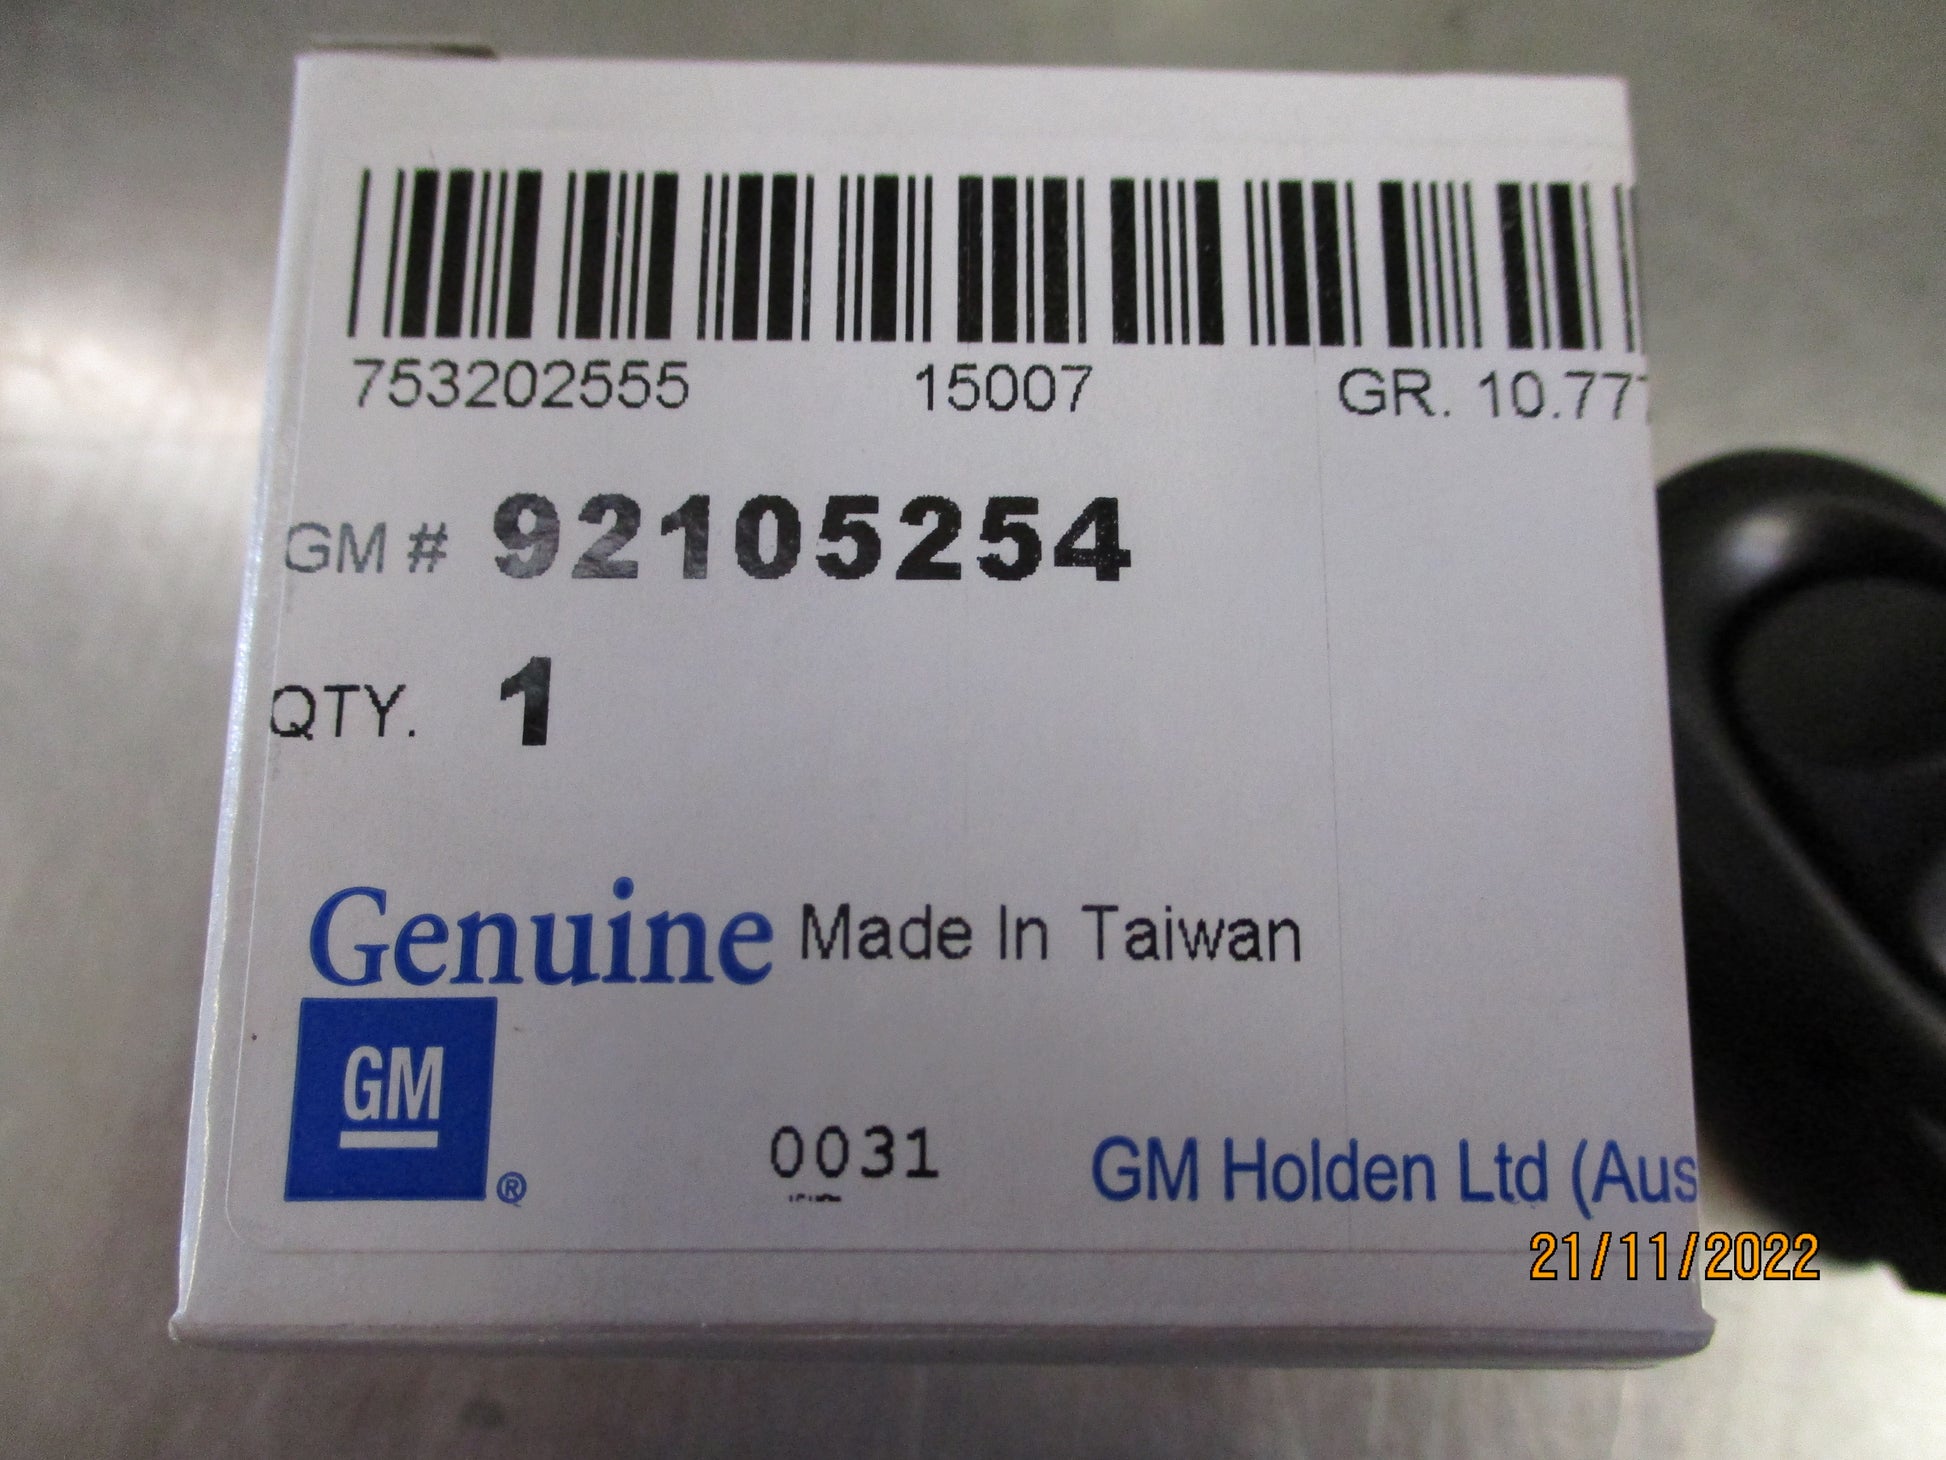 753202555 15007 GR. 10.777
GM # 92105254
QTY. 1
Genuine Made In Taiwan
GM ®
0031 GM Holden Ltd (Aus
21/11/2022